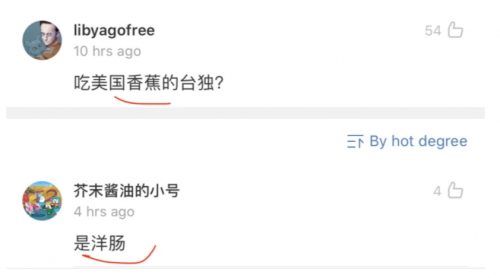 libyagofree
54
10 hrs ago
吃美国香蕉的台独?
By hot degree
芥末酱油的小号
4
4 hrs ago
是洋肠